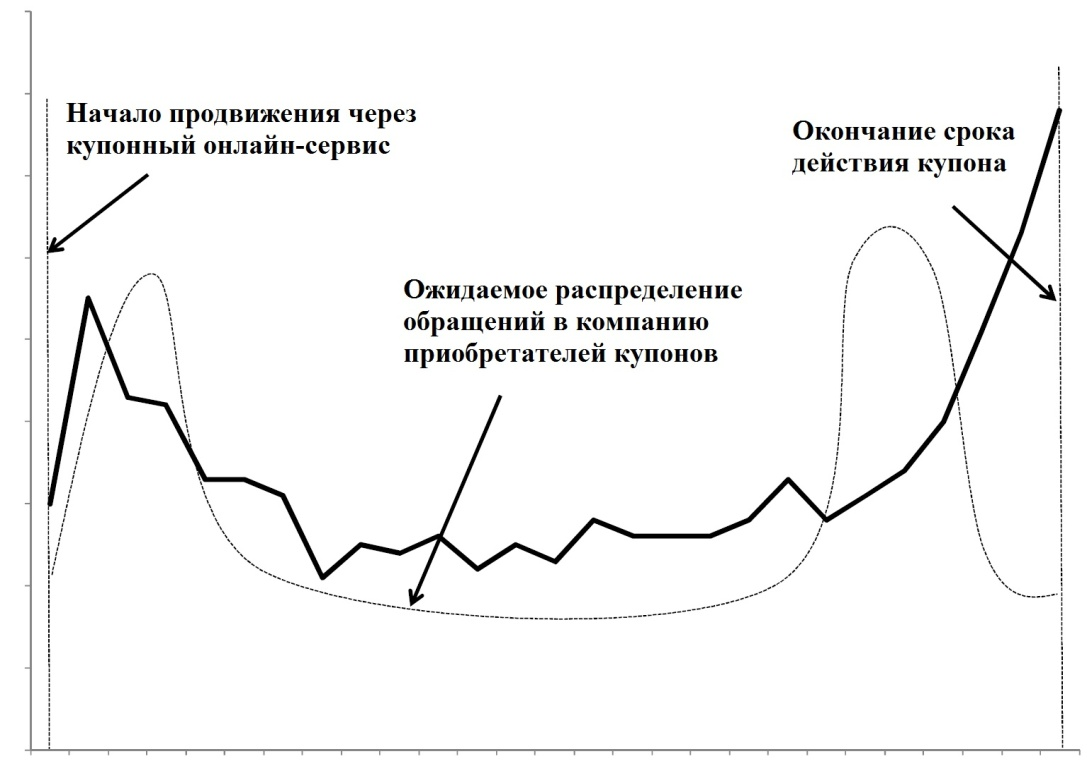 Начало продвижения через
купонный онлайн-сервис
Окончание срока
действия купона
Ожидаемое распределение
обращений в компанию
приобретателей купонов